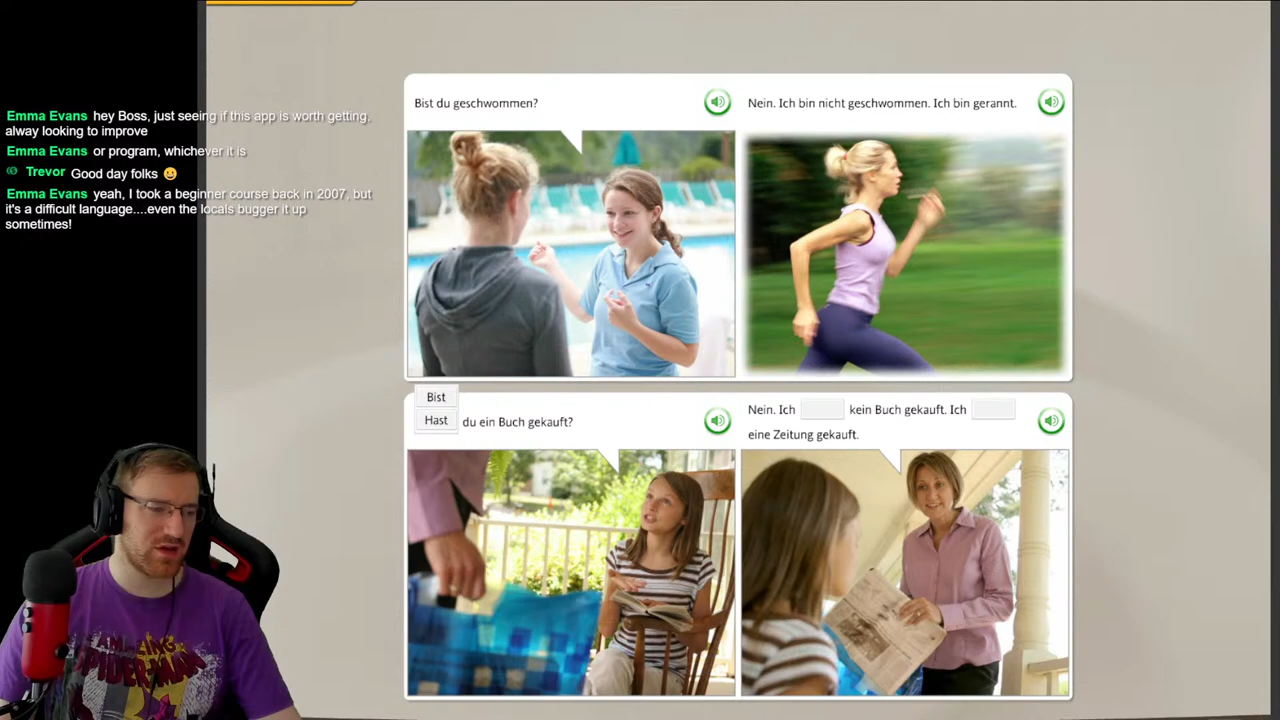 Emma Evans hey Boss, just seeing if this app is worth getting,
alway looking to improve
Emma Evans or program, whichever it is
Trevor Good day folks 🙂
Emma Evans yeah, I took a beginner course back in 2007, but
it's a difficult language....even the locals bugger it up
sometimes!
Bist du geschwommen?
Nein. Ich bin nicht geschwommen. Ich bin gerannt.
Bist
Hast
du ein Buch gekauft?
Nein. Ich kein Buch gekauft. Ich
eine Zeitung gekauft.
AMAZING
SPIDER-MAN